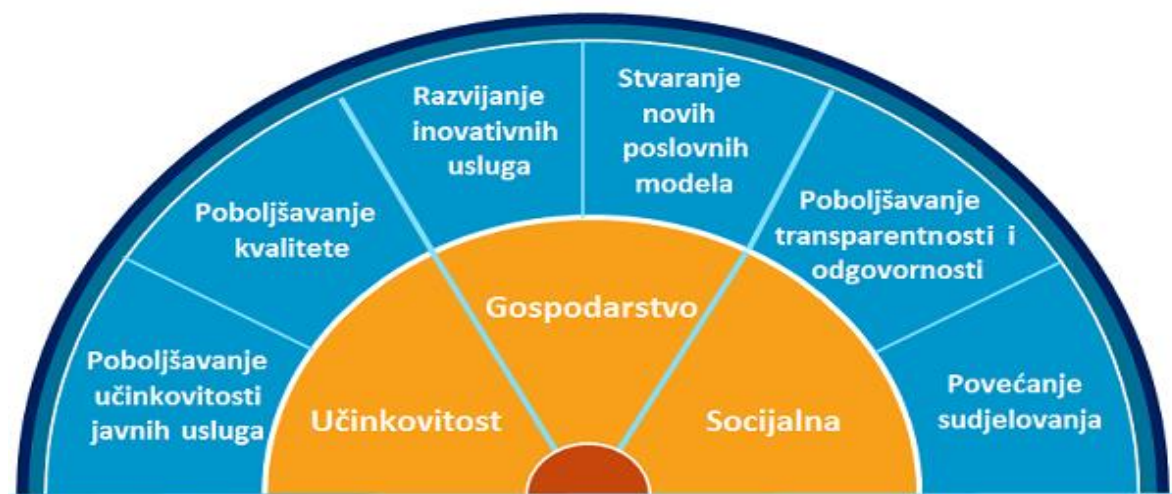 Poboljšavanje
učinkovitosti
javnih usluga
Poboljšavanje
kvalitete
Razvijanje
inovativnih
usluga
Stvaranje
novih
poslovnih
modela
Poboljšavanje
transparentnosti i
odgovornosti
Povećanje
sudjelovanja
Učinkovitost
Gospodarstvo
Socijalna